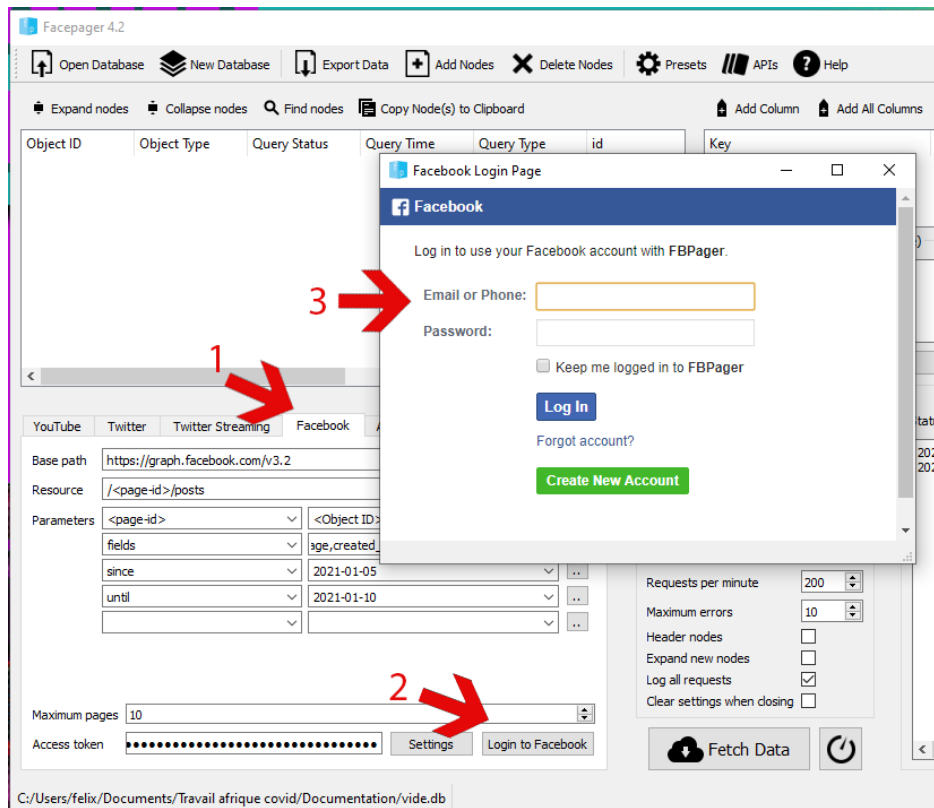 Facepager 4.2
Open Database New Database Export Data Add Nodes Delete Nodes Presets APIs Help
Expand nodes Collapse nodes Find nodes Copy Node(s) to Clipboard Add Column Add All Columns
Object ID Object Type Query Status Query Time Query Type id Key
Facebook Login Page
Facebook
Log in to use your Facebook account with FBPager.
3
Email or Phone:
Password:
Keep me logged in to FBPager
Log In
Forgot account?
Create New Account
1
YouTube Twitter Twitter Streaming Facebook
Base path https://graph.facebook.com/v3.2
Resource /<page-id>/posts
Parameters <page-id> <Object ID>
fields age,created_
since 2021-01-05 ..
until 2021-01-10 ..
..
Requests per minute 200
Maximum errors 10
Header nodes
Expand new nodes
Log all requests
Clear settings when closing
2
Maximum pages 10
Access token Settings Login to Facebook
Fetch Data
C:/Users/felix/Documents/Travail afrique covid/Documentation/vide.db